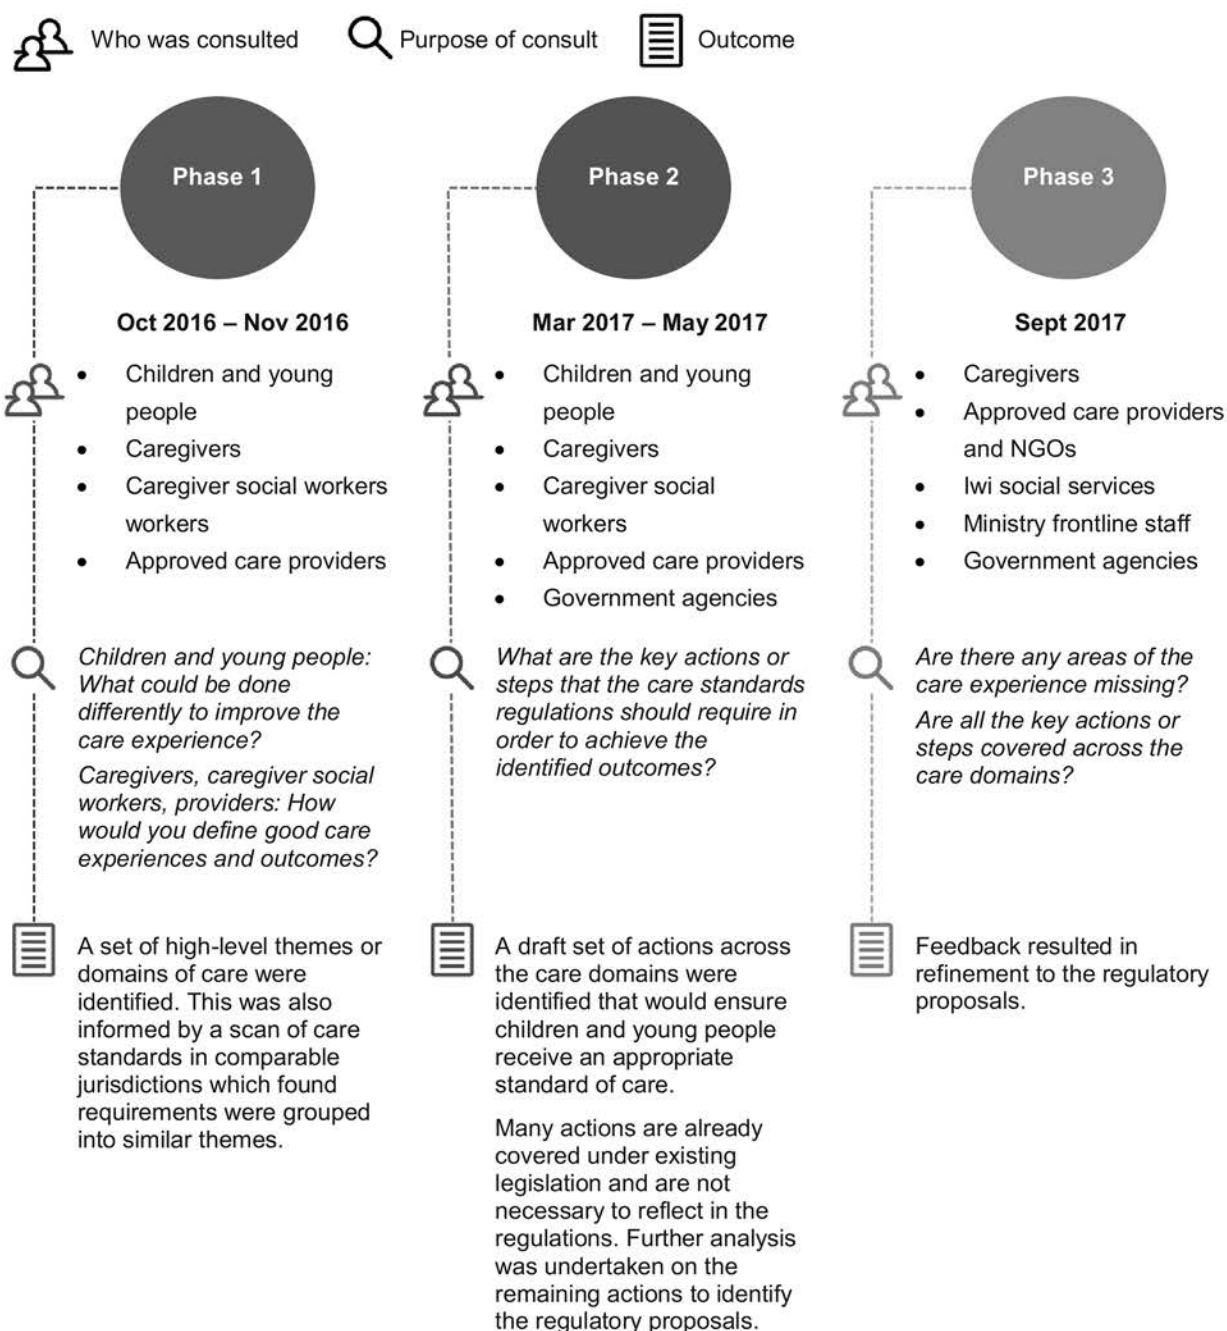 Who was consulted
Purpose of consult
Outcome
Phase 1
Oct 2016 – Nov 2016
• Children and young
people
• Caregivers
• Caregiver social workers
workers
• Approved care providers
Children and young people:
What could be done
differently to improve the
care experience?
Caregivers, caregiver social
workers, providers: How
would you define good care
experiences and outcomes?
A set of high-level themes or
domains of care were
identified. This was also
informed by a scan of care
standards in comparable
jurisdictions which found
requirements were grouped
into similar themes.
Phase 2
Mar 2017 – May 2017
• Children and young
people
• Caregivers
• Caregiver social
workers
• Approved care providers
• Government agencies
What are the key actions or
steps that the care standards
regulations should require in
order to achieve the
identified outcomes?
A draft set of actions across
the care domains were
identified that would ensure
children and young people
receive an appropriate
standard of care.
Many actions are already
covered under existing
legislation and are not
necessary to reflect in the
regulations. Further analysis
was undertaken on the
remaining actions to identify
the regulatory proposals.
Phase 3
Sept 2017
• Caregivers
• Approved care providers
and NGOs
• Iwi social services
• Ministry frontline staff
• Government agencies
Are there any areas of the
care experience missing?
Are all the key actions or
steps covered across the
care domains?
Feedback resulted in
refinement to the regulatory
proposals.